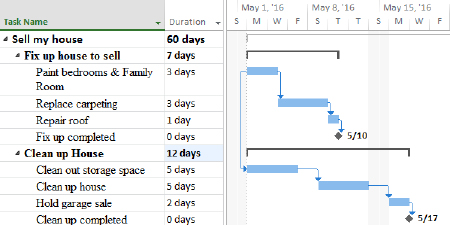 May 1, '16 May 8, '16 May 15, '16
Task Name Duration S M W F S T T S M W F S
Sell my house 60 days
Fix up house to sell 7 days
Paint bedrooms & Family 3 days
Room
Replace carpeting 3 days
Repair roof 1 day
Fix up completed 0 days 5/10
Clean up House 12 days
Clean out storage space 5 days
Clean up house 5 days
Hold garage sale 2 days
Clean up completed 0 days 5/17